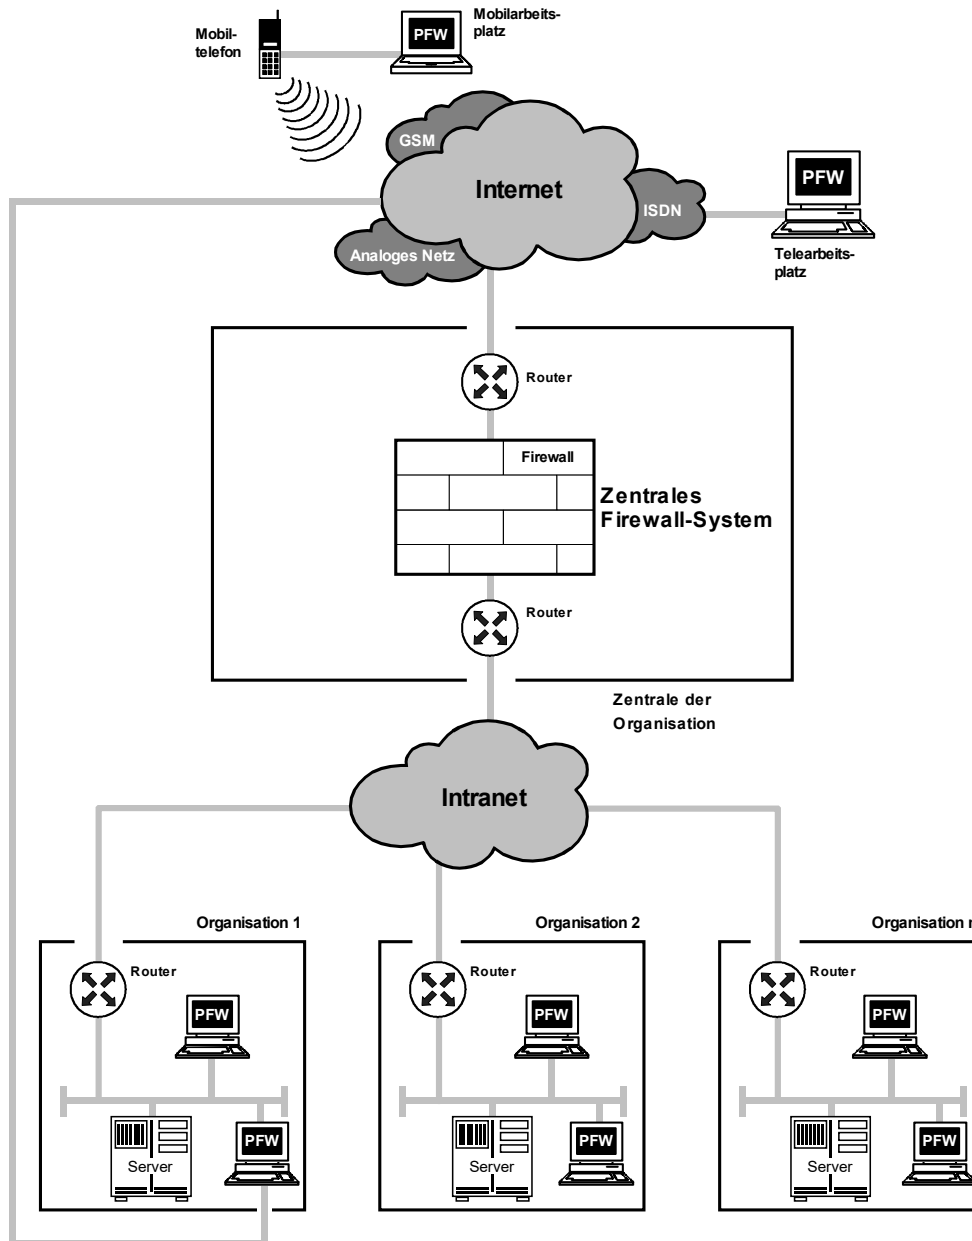 Mobil-
telefon
PFW
Mobilarbeits-
platz
GSM
Internet
ISDN
Analoges Netz
PFW
Telearbeits-
platz
Router
Firewall
Zentrales
Firewall-System
Router
Zentrale der
Organisation
Intranet
Organisation 1
Router
PFW
Server
PFW
Organisation 2
Router
PFW
Server
PFW
Organisation n
Router
PFW
Server
PFW